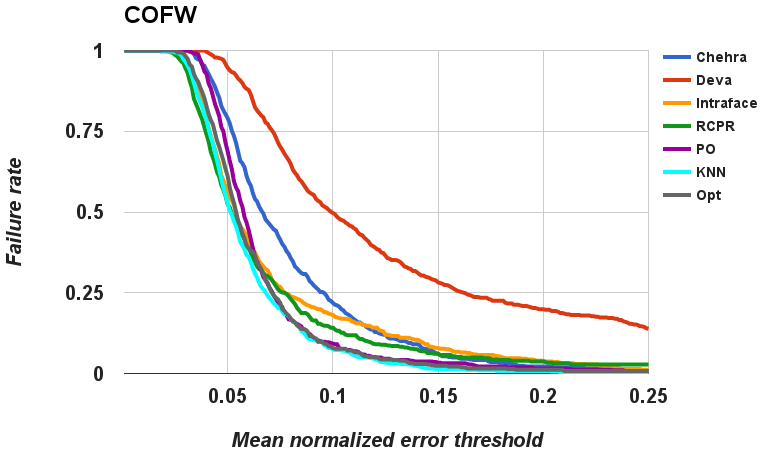 COFW
1
0.75
0.5
0.25
0
Failure rate
0.05
0.1
0.15
0.2
0.25
Mean normalized error threshold
Chehra
Deva
Intraface
RCPR
PO
KNN
Opt